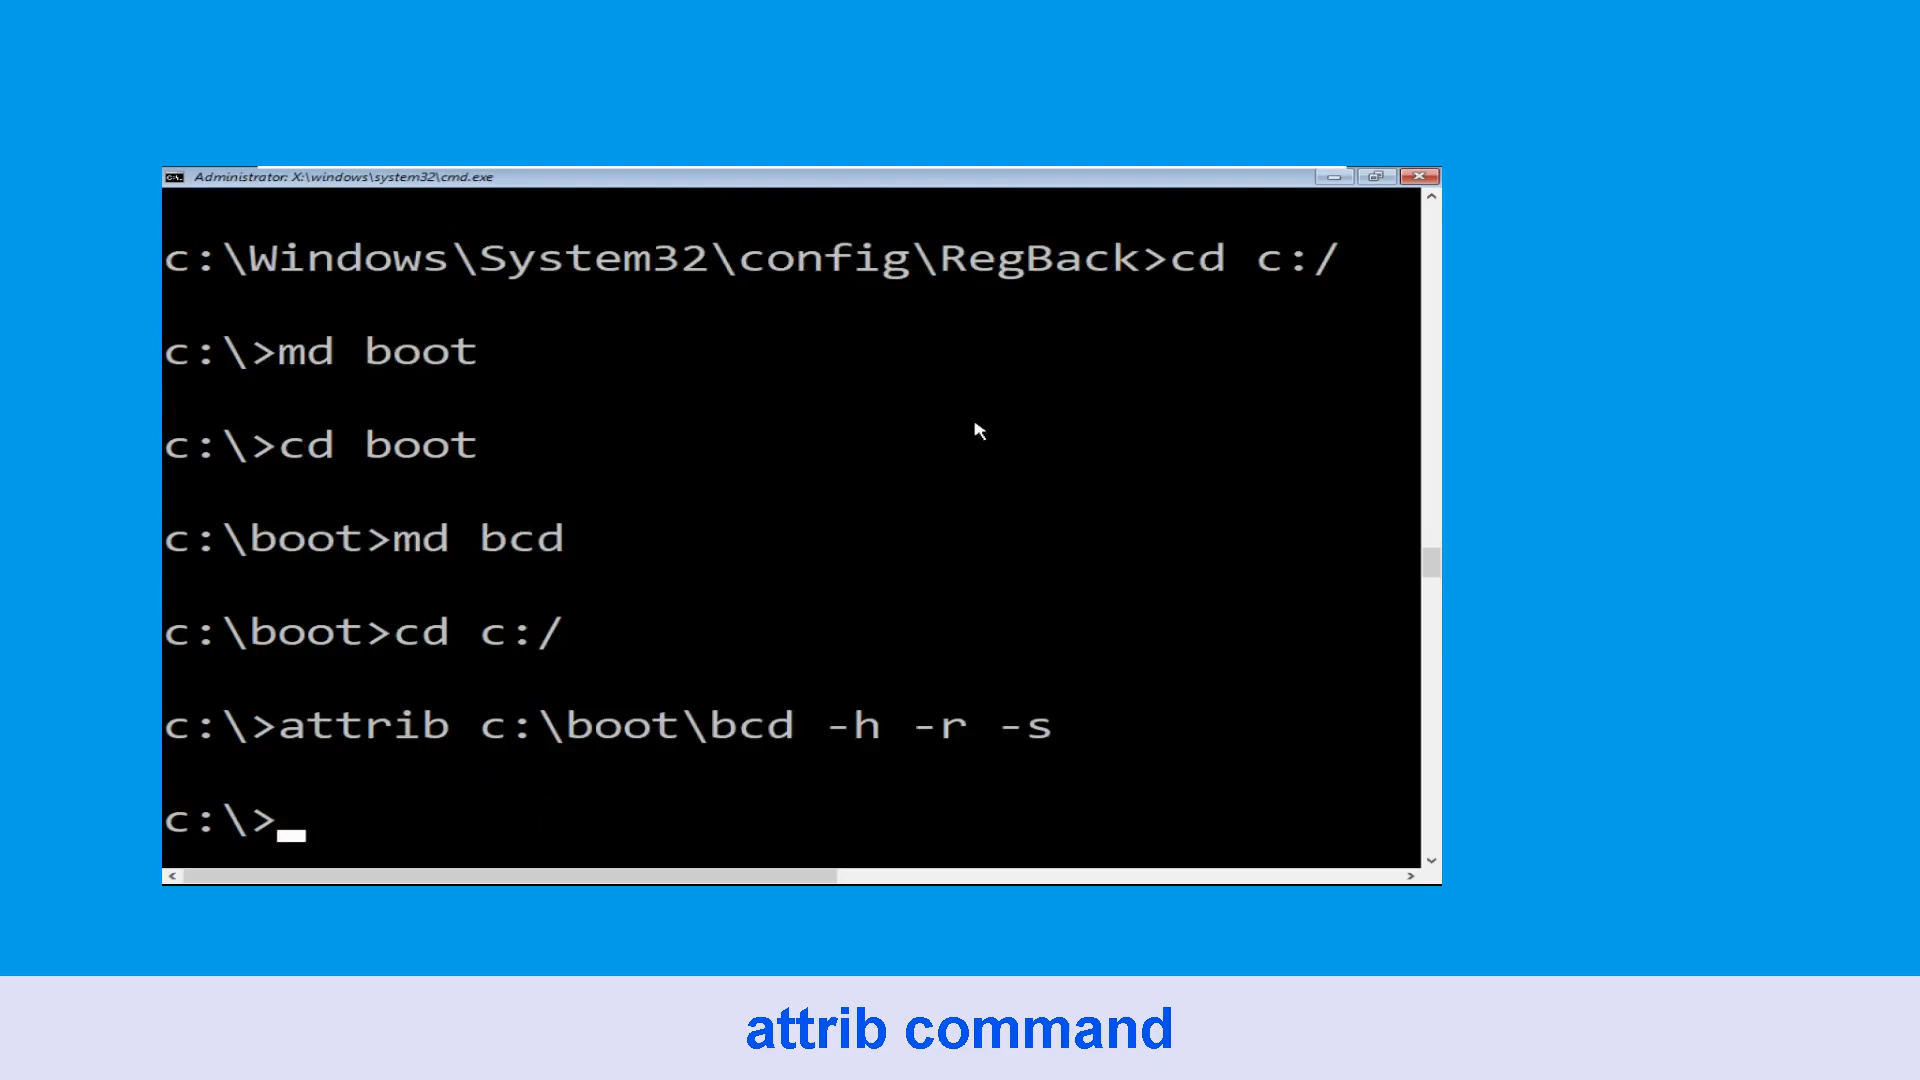 Administrator: X:\windows\system32\cmd.exe
c:\Windows\System32\config\RegBack>cd c:/
c:\>md boot
c:\>cd boot
c:\boot>md bcd
c:\boot>cd c:/
c:\>attrib c:\boot\bcd -h -r -s
c:\>
attrib command